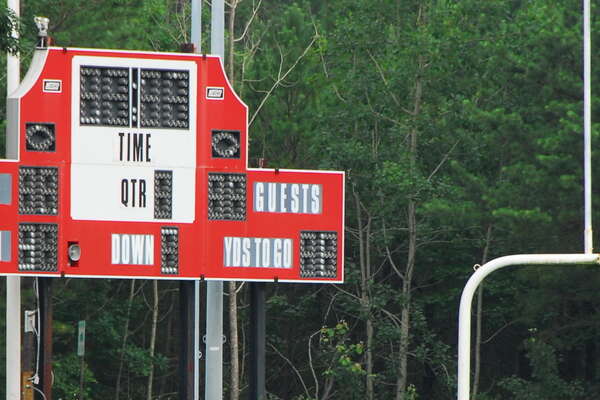 TIME
QTR
GUESTS
DOWN
YDS TO GO